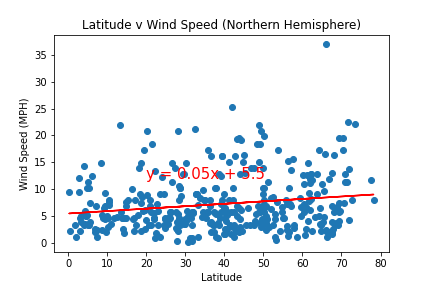 Latitude v Wind Speed (Northern Hemisphere)
35
30
25
20
15
10
5
0
Wind Speed (MPH)
y = 0.05x + 5.5
0 10 20 30 40 50 60 70 80
Latitude